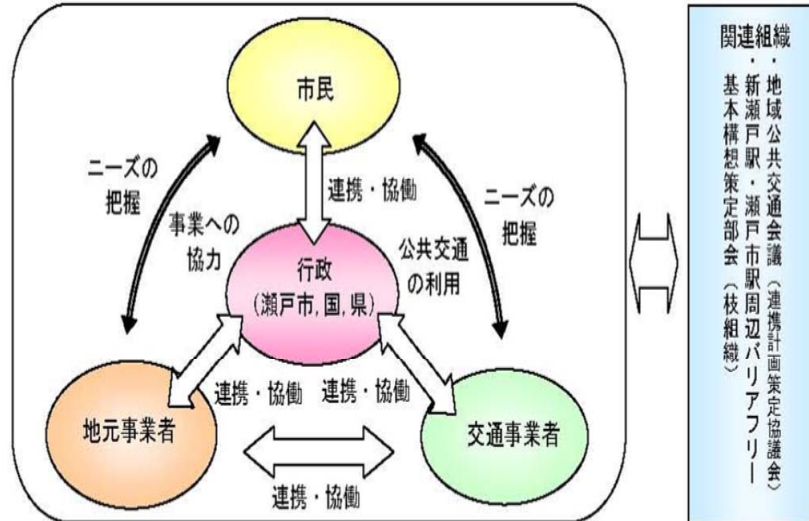 市民
ニーズの
把握
事業への
協力
連携・協働
公共交通
の利用
ニーズの
把握
行政
(瀬戸市,国,県)
連携・協働
連携・協働
地元事業者
交通事業者
連携・協働
関連組織
・地域公共交通会議(連携計画策定協議会)
・新瀬戸駅・瀬戸市駅周辺バリアフリー
基本構想策定部会(枝組織)